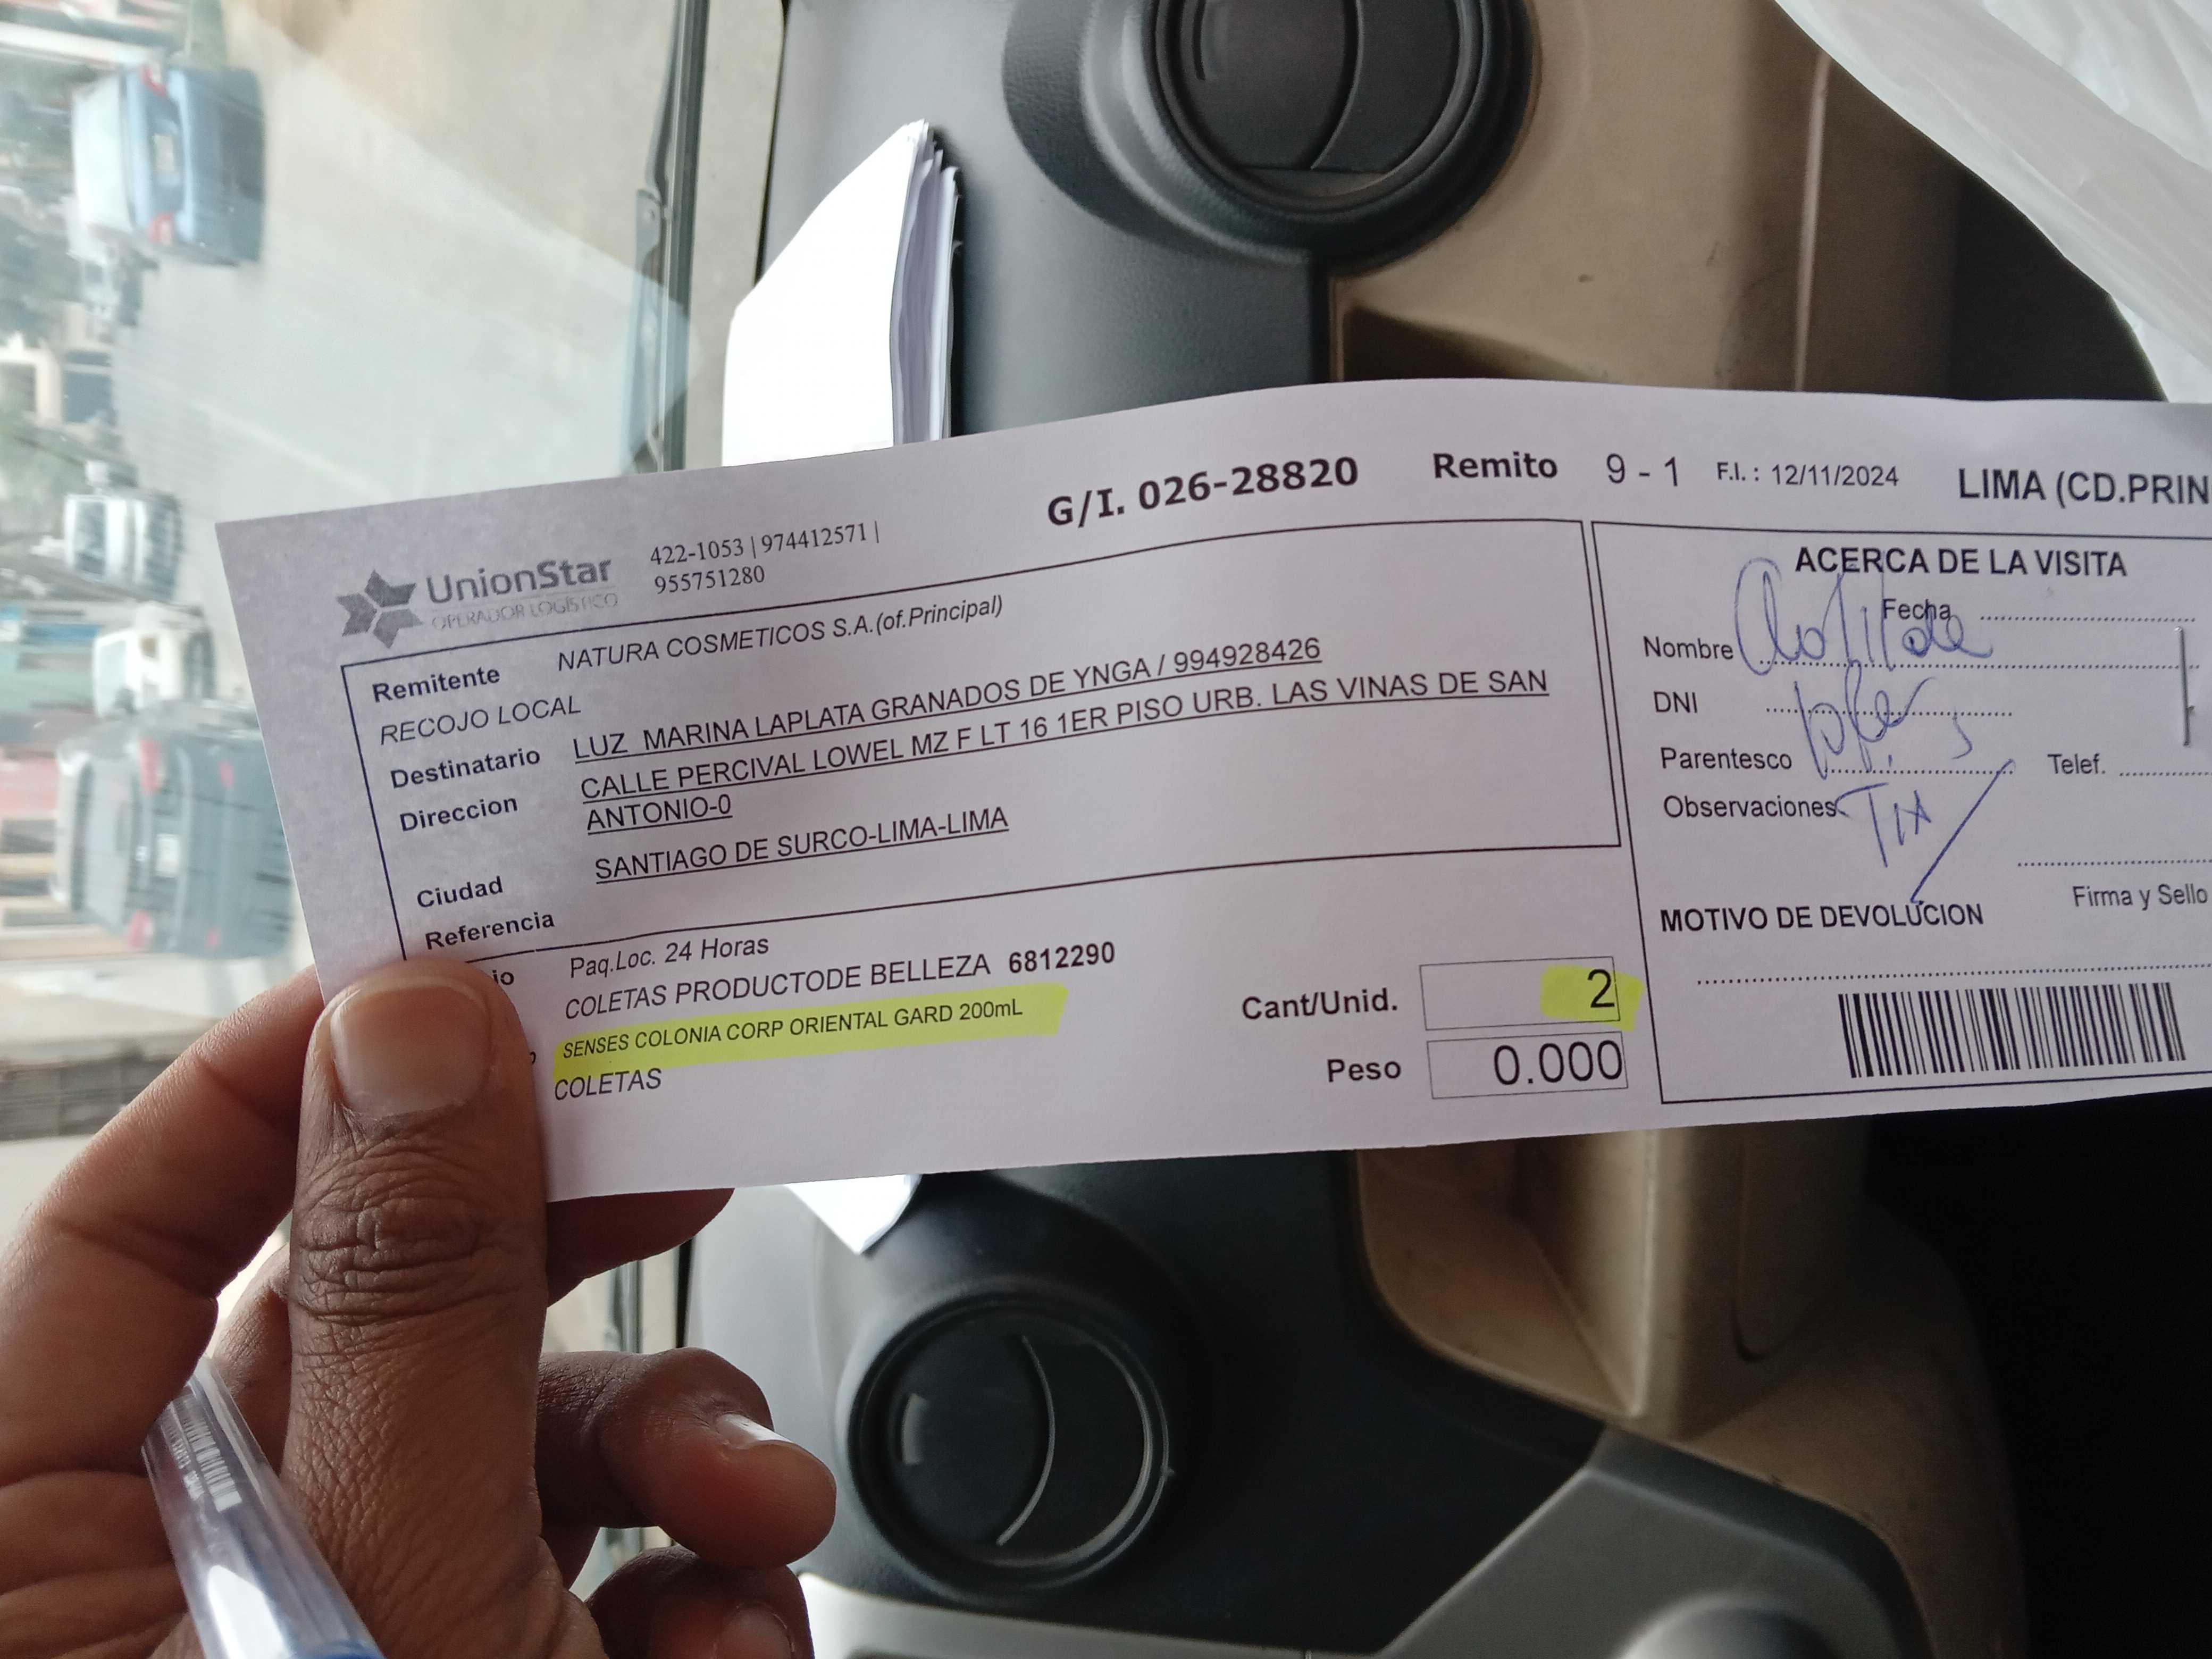 G/I. 026-28820 Remito 9 - 1 F.I. : 12/11/2024 LIMA (CD.PRIN
UnionStar
OPERADOR LOGÍSTICO
422-1053 | 974412571 |
955751280
Remitente NATURA COSMETICOS S.A.(of.Principal)
RECOJO LOCAL
Destinatario LUZ MARINA LAPLATA GRANADOS DE YNGA / 994928426
Direccion CALLE PERCIVAL LOWEL MZ F LT 16 1ER PISO URB. LAS VINAS DE SAN
ANTONIO-0
Ciudad SANTIAGO DE SURCO-LIMA-LIMA
Referencia
io Paq.Loc. 24 Horas
COLETAS PRODUCTODE BELLEZA 6812290
SENSES COLONIA CORP ORIENTAL GARD 200mL
COLETAS
Cant/Unid. 2
Peso 0.000
ACERCA DE LA VISITA
Fecha
Nombre Clotilde
DNI
Parentesco Telef.
Observaciones TIA
Firma y Sello
MOTIVO DE DEVOLUCION